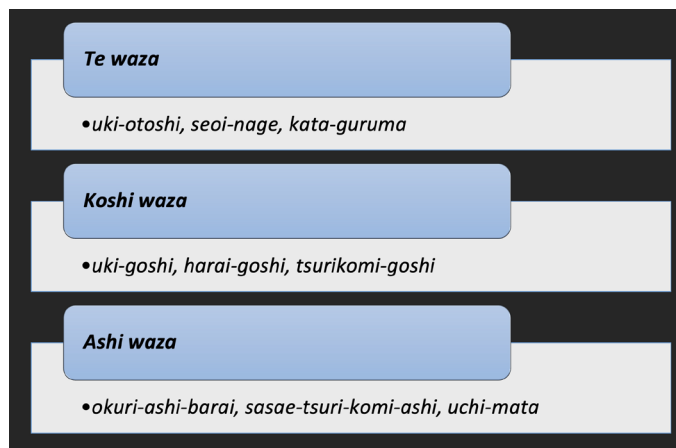 Te waza
•uki-otoshi, seoi-nage, kata-guruma
Koshi waza
•uki-goshi, harai-goshi, tsurikomi-goshi
Ashi waza
•okuri-ashi-barai, sasae-tsuri-komi-ashi, uchi-mata